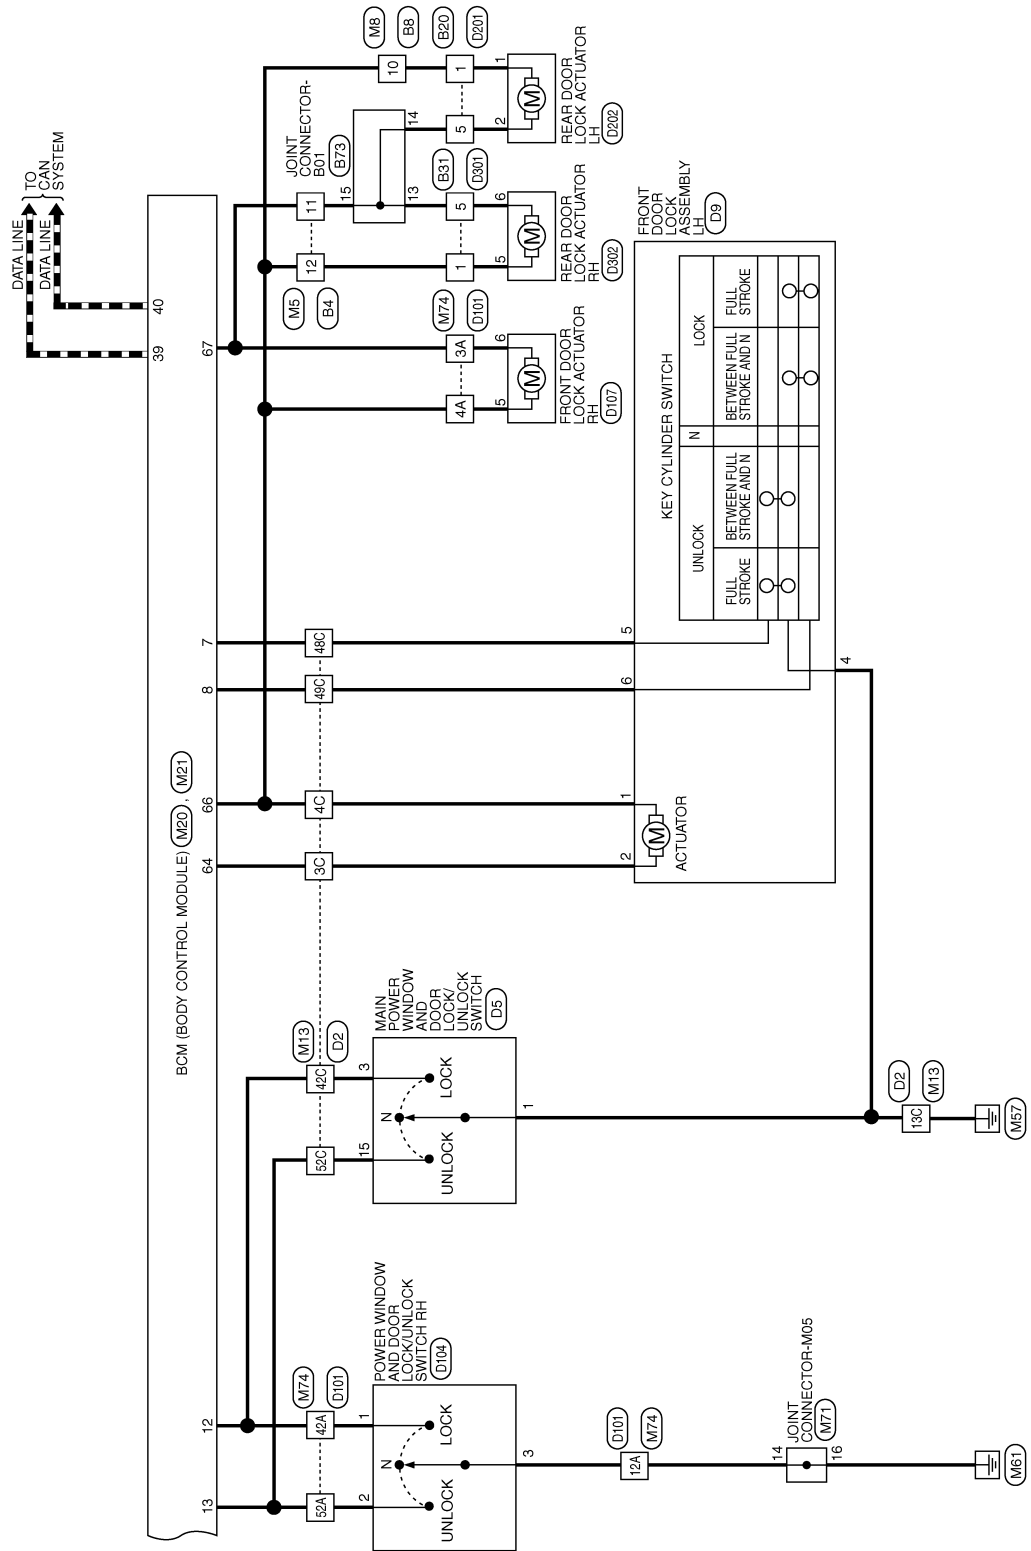 BCM (BODY CONTROL MODULE) M20 , M21
13
12
64
66
8
7
67
39
40
DATA LINE
DATA LINE
TO
CAN
SYSTEM
M74
D101
52A
42A
2
1
POWER WINDOW
AND DOOR
LOCK/UNLOCK
SWITCH RH
D104
N
UNLOCK
LOCK
3
D101
M74
12A
14
JOINT
CONNECTOR-M05
M71
16
M61
M13
D2
52C
42C
3C
4C
49C
48C
15
3
MAIN
POWER
WINDOW
AND
DOOR
LOCK/
UNLOCK
SWITCH
D5
N
UNLOCK
LOCK
1
D2
M13
13C
M57
FRONT
DOOR
LOCK
ASSEMBLY
LH
D9
2
1
6
5
4
M
ACTUATOR
KEY CYLINDER SWITCH
UNLOCK
N
LOCK
FULL
STROKE
BETWEEN FULL
STROKE AND N
BETWEEN FULL
STROKE AND N
FULL
STROKE
M74
D101
4A
3A
5
6
M
FRONT DOOR
LOCK ACTUATOR
RH
D107
M5
B4
12
11
JOINT
CONNECTOR-
B01
B73
15
13
14
B31
D301
1
5
5
6
M
REAR DOOR
LOCK ACTUATOR
RH
D302
M8
B8
B20
D201
10
5
1
2
1
M
REAR DOOR
LOCK ACTUATOR
LH
D202